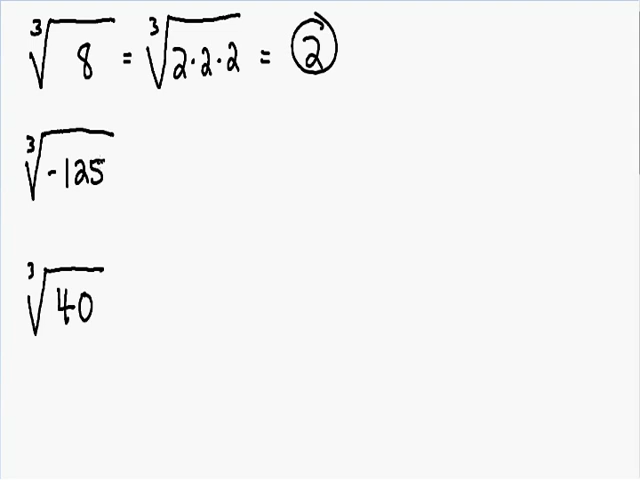 ∛8 = ∛2·2·2 = 2
∛-125
∛40